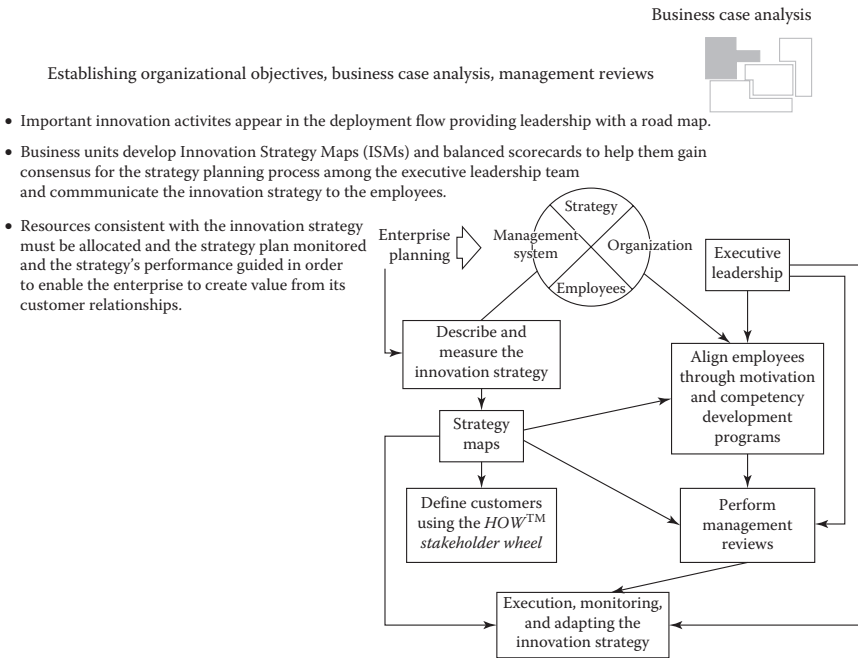 Business case analysis
Establishing organizational objectives, business case analysis, management reviews
• Important innovation activites appear in the deployment flow providing leadership with a road map.
• Business units develop Innovation Strategy Maps (ISMs) and balanced scorecards to help them gain
consensus for the strategy planning process among the executive leadership team
and commmunicate the innovation strategy to the employees.
• Resources consistent with the innovation strategy
must be allocated and the strategy plan monitored
and the strategy's performance guided in order
to enable the enterprise to create value from its
customer relationships.
Enterprise
planning
Strategy
Management
system
Organization
Employees
Executive
leadership
Describe and
measure the
innovation strategy
Align employees
through motivation
and competency
development
programs
Strategy
maps
Define customers
using the HOW™
stakeholder wheel
Perform
management
reviews
Execution, monitoring,
and adapting the
innovation strategy